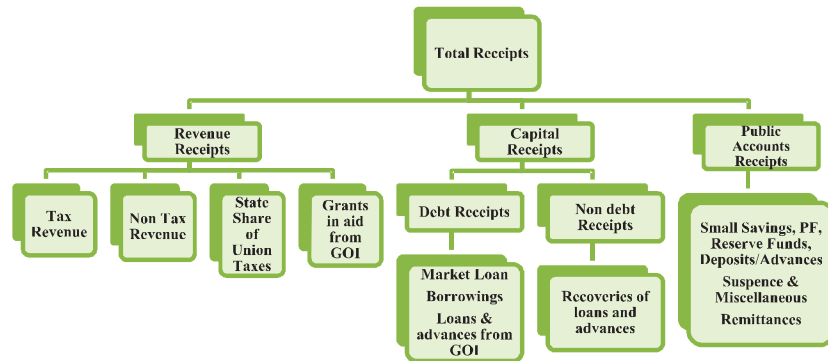 Total Receipts
Revenue
Receipts
Capital
Receipts
Public
Accounts
Receipts
Tax
Revenue
Non Tax
Revenue
State
Share
of
Union
Taxes
Grants
in aid
from
GOI
Debt Receipts
Non debt
Receipts
Market Loan
Borrowings
Loans &
advances from
GOI
Recoveries of
loans and
advances
Small Savings, PF,
Reserve Funds,
Deposits/Advances
Suspence &
Miscellaneous
Remittances